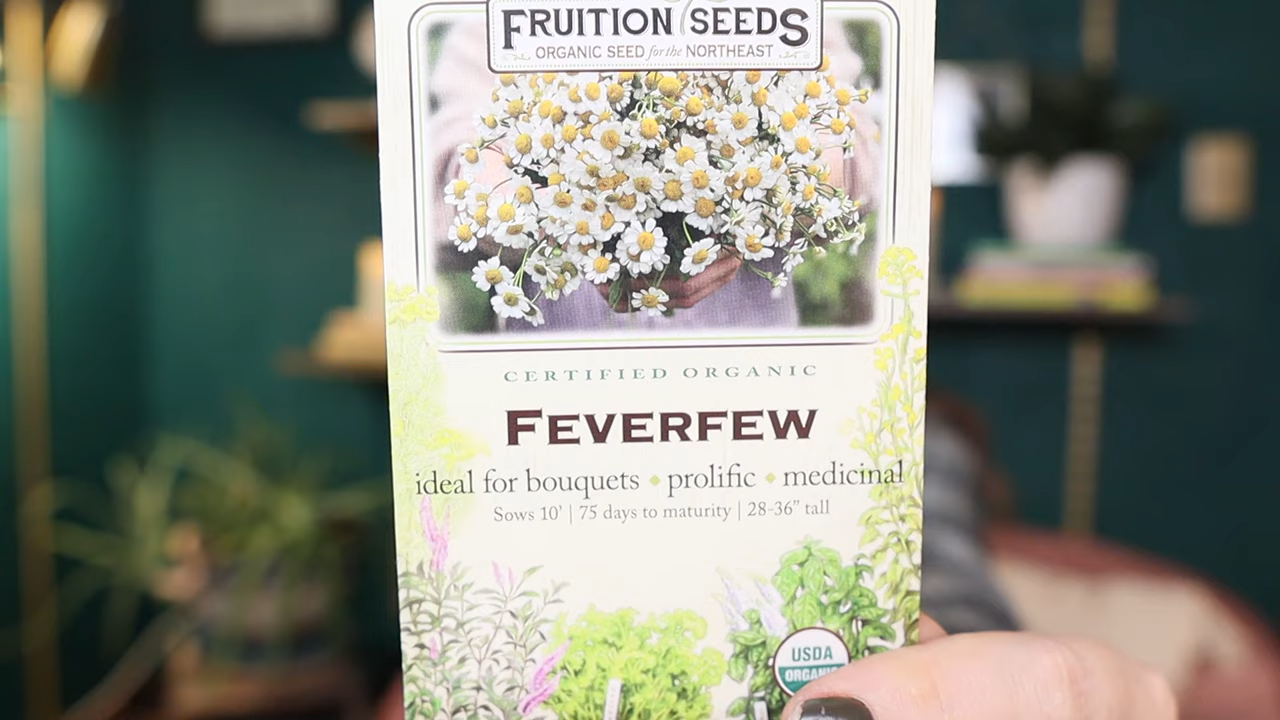 FRUITION SEEDS
ORGANIC SEED for the NORTHEAST
CERTIFIED ORGANIC
FEVERFEW
ideal for bouquets • prolific • medicinal
Sows 10' | 75 days to maturity | 28-36" tall
USDA
ORGANIC